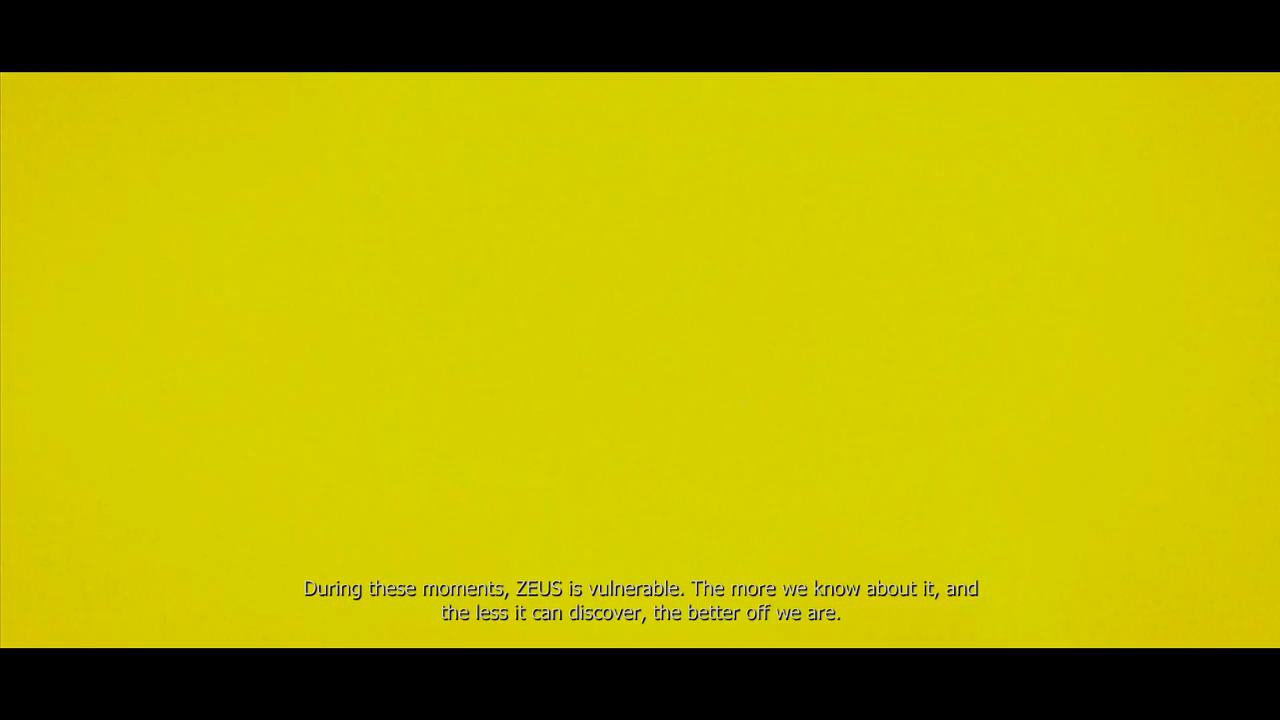 During these moments, ZEUS is vulnerable. The more we know about it, and
the less it can discover, the better off we are.